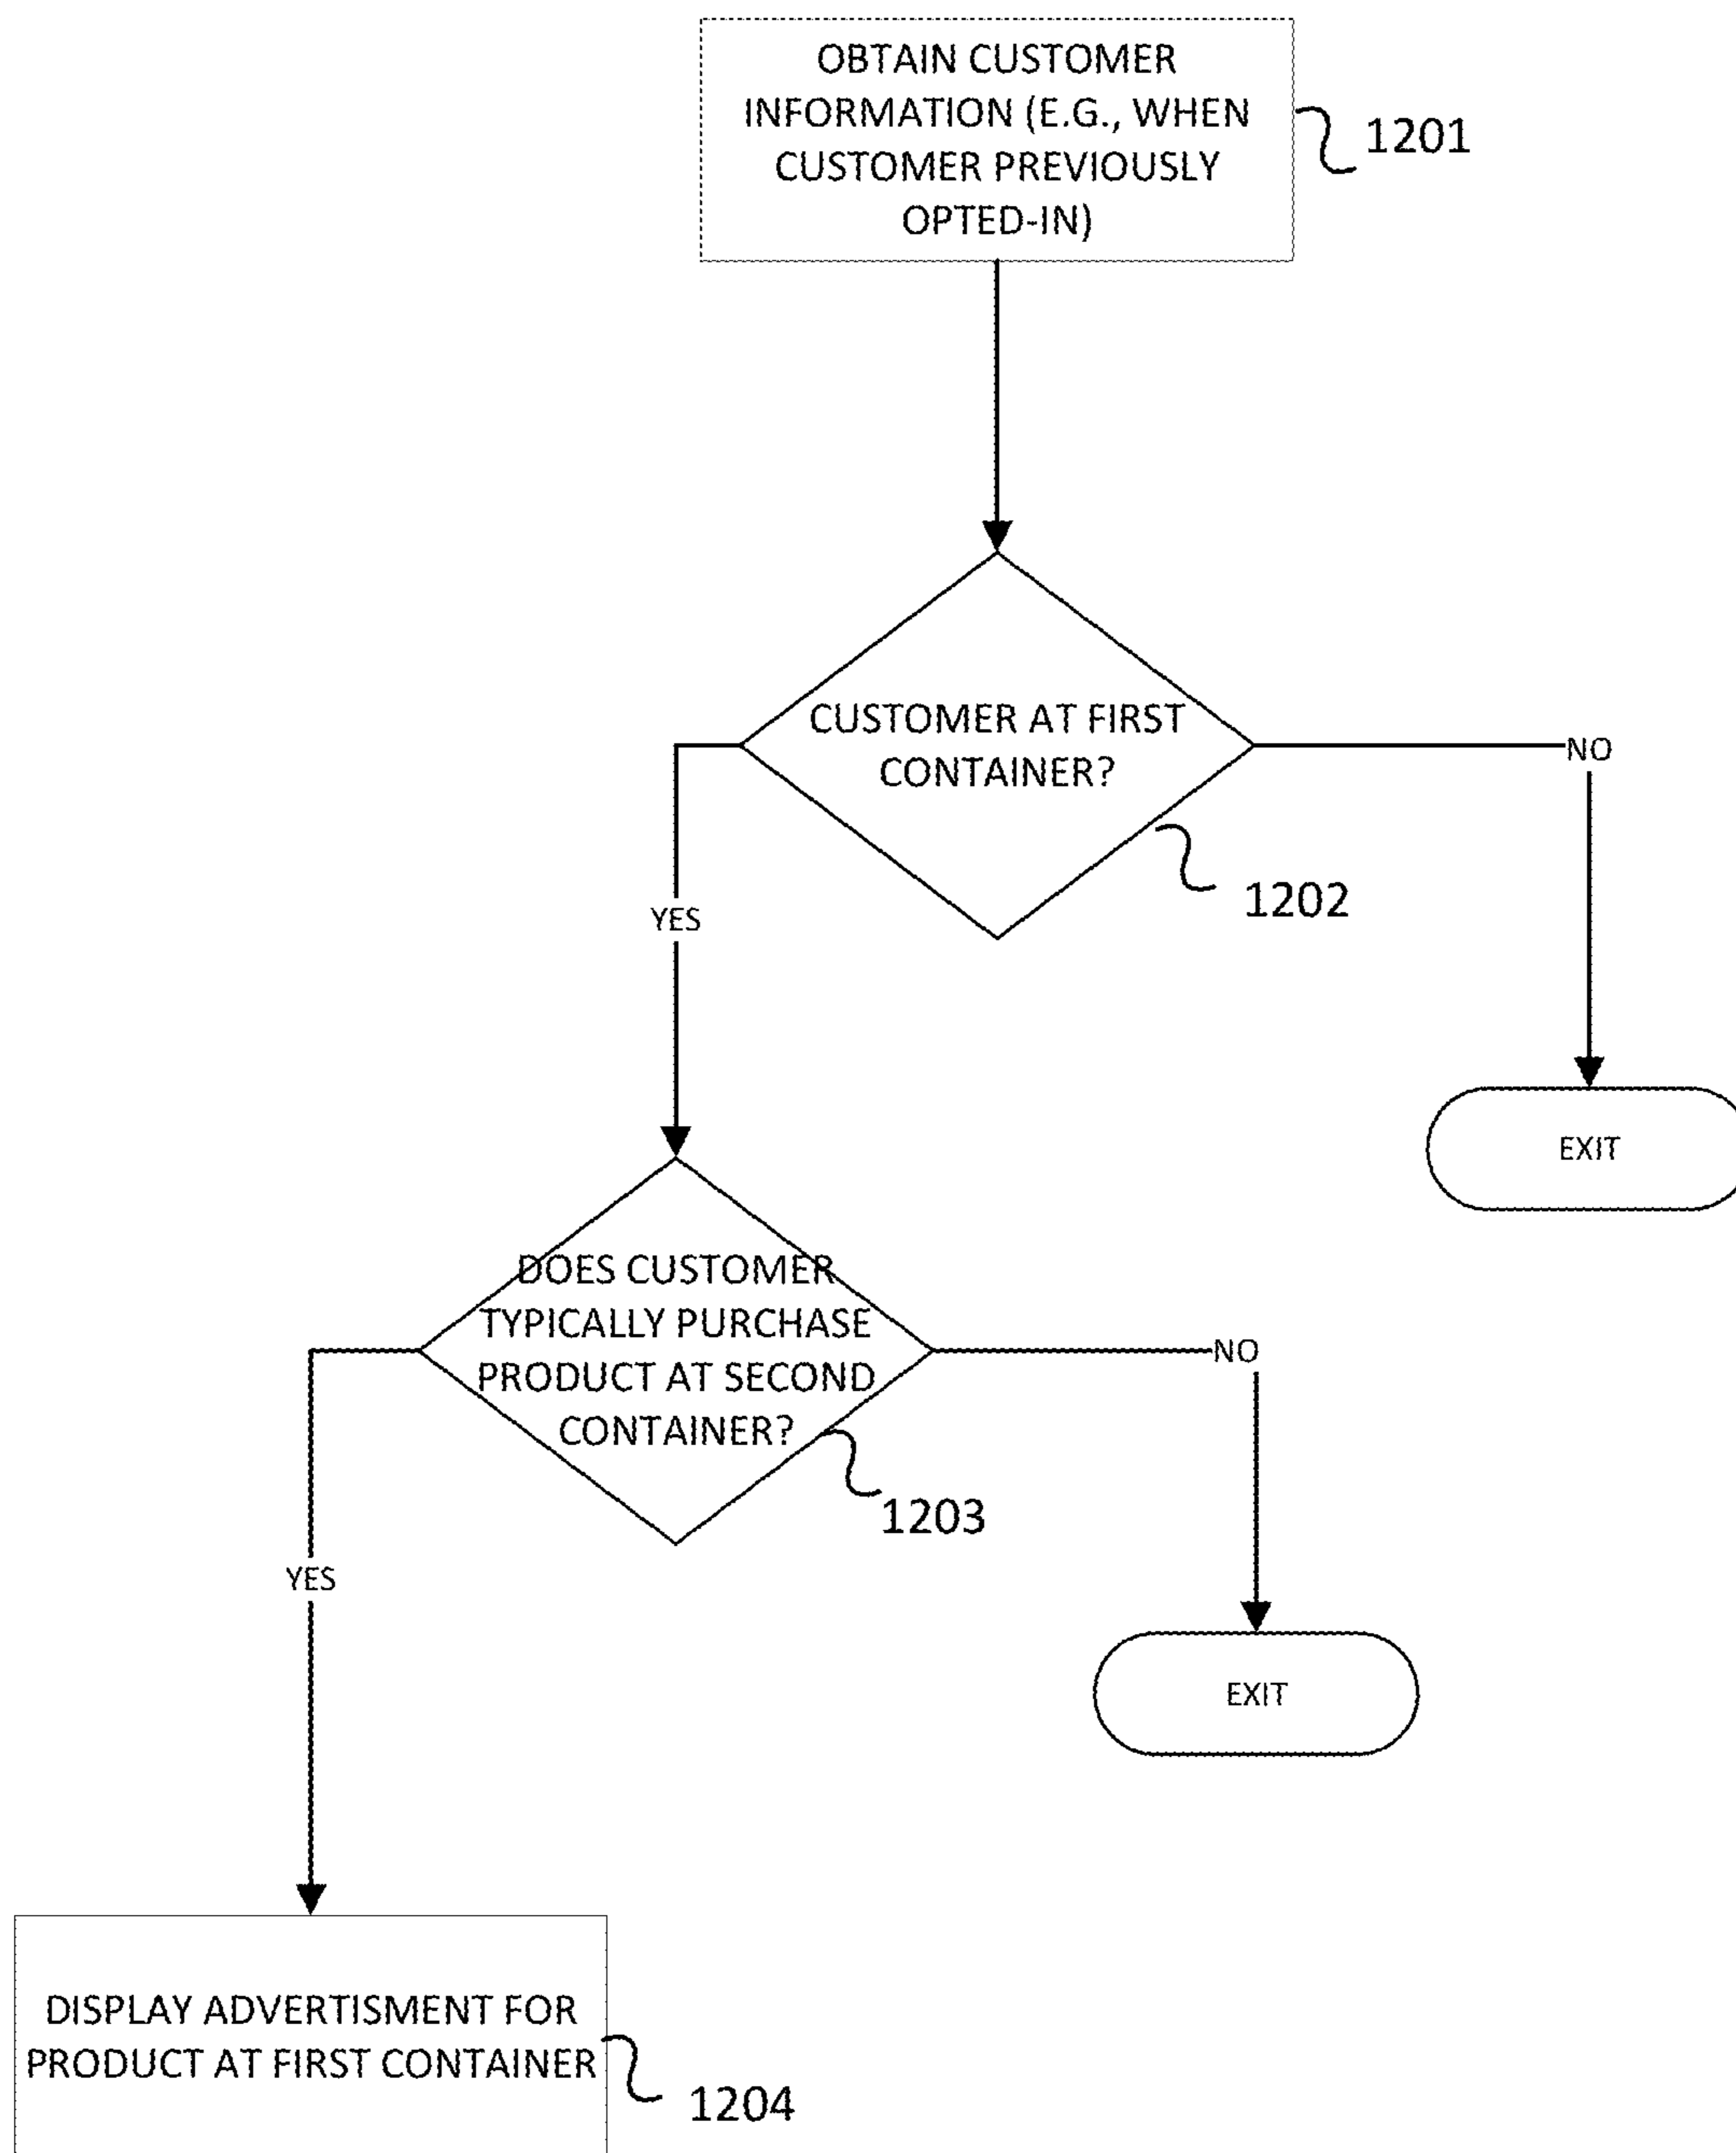 OBTAIN CUSTOMER
INFORMATION (E.G., WHEN
CUSTOMER PREVIOUSLY
OPTED-IN)
1201
CUSTOMER AT FIRST
CONTAINER?
NO
1202
YES
EXIT
DOES CUSTOMER
TYPICALLY PURCHASE
PRODUCT AT SECOND
CONTAINER?
NO
1203
YES
EXIT
DISPLAY ADVERTISMENT FOR
PRODUCT AT FIRST CONTAINER
1204